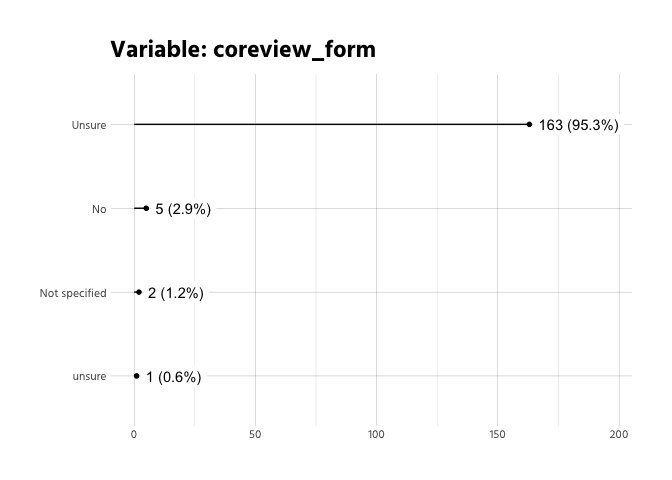 Variable: coreview_form
Unsure
163 (95.3%)
No
5 (2.9%)
Not specified
2 (1.2%)
unsure
1 (0.6%)
0
50
100
150
200